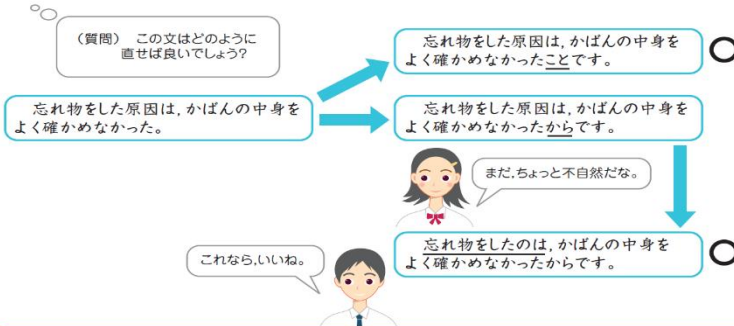 （質問） この文はどのように
直せば良いでしょう？
忘れ物をした原因は，かばんの中身を
よく確かめなかった。
忘れ物をした原因は，かばんの中身を
よく確かめなかったことです。
忘れ物をした原因は，かばんの中身を
よく確かめなかったからです。
まだ，ちょっと不自然だな。
これなら，いいね。
忘れ物をしたのは，かばんの中身を
よく確かめなかったからです。